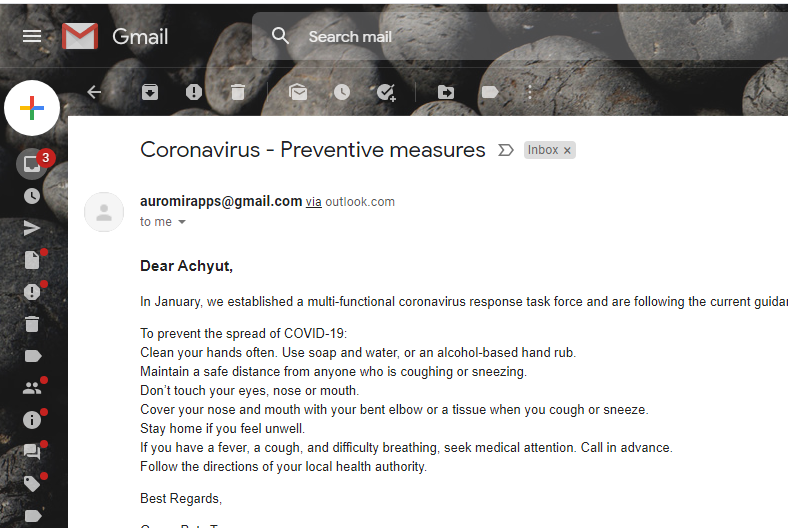 Gmail
Search mail
Coronavirus - Preventive measures
Inbox ×
3
auromirapps@gmail.com via outlook.com
to me
Dear Achyut,
In January, we established a multi-functional coronavirus response task force and are following the current
To prevent the spread of COVID-19:
Clean your hands often. Use soap and water, or an alcohol-based hand rub.
Maintain a safe distance from anyone who is coughing or sneezing.
Don't touch your eyes, nose or mouth.
Cover your nose and mouth with your bent elbow or a tissue when you cough or sneeze.
Stay home if you feel unwell.
If you have a fever, a cough, and difficulty breathing, seek medical attention. Call in advance.
Follow the directions of your local health authority.
Best Regards,